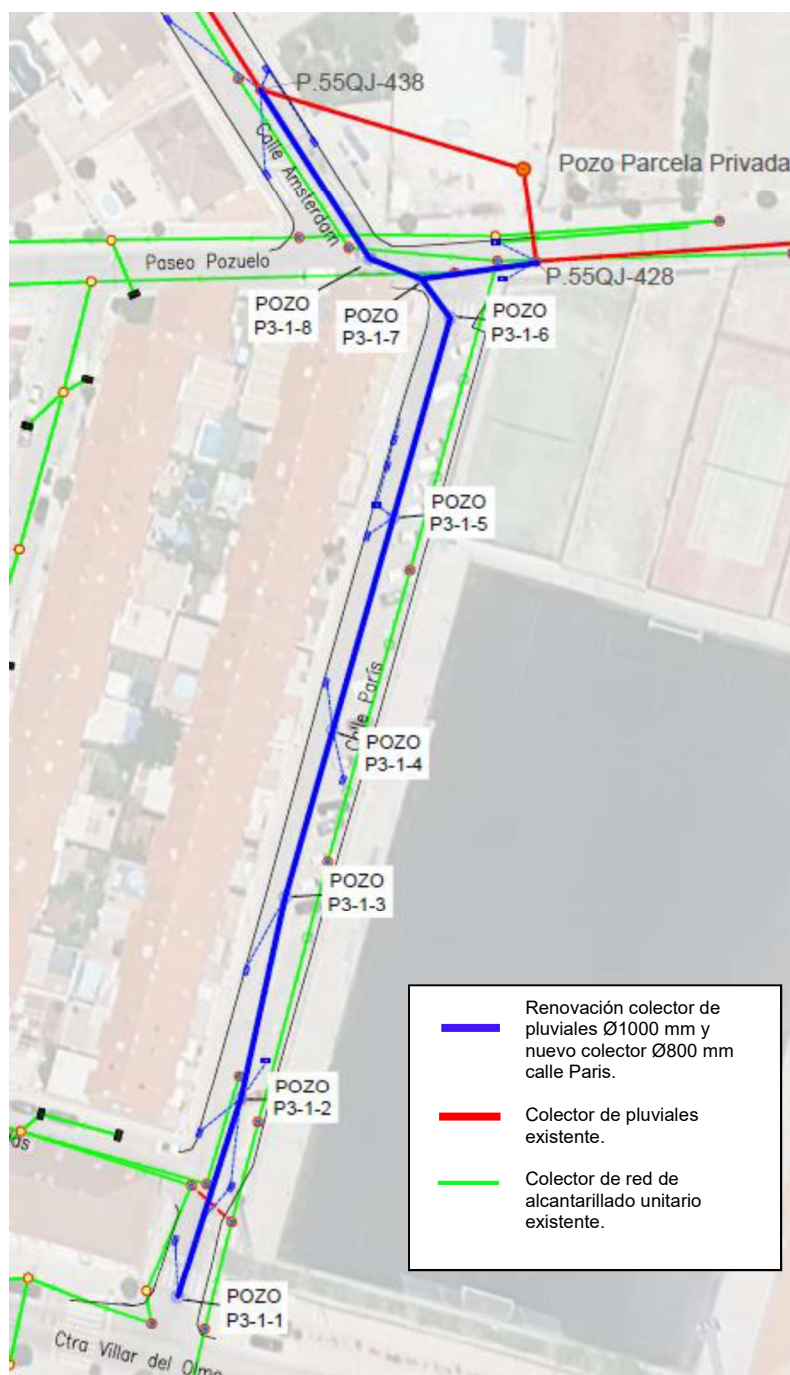 P.55QJ-438
Calle Amsterdam
Pozo Parcela Privada
Paseo Pozuelo
P.55QJ-428
POZO
P3-1-8
POZO
P3-1-7
POZO
P3-1-6
POZO
P3-1-5
Calle París
POZO
P3-1-4
POZO
P3-1-3
POZO
P3-1-2
POZO
P3-1-1
Ctra Villar del Olmo
Renovación colector de
pluviales Ø1000 mm y
nuevo colector Ø800 mm
calle Paris.
Colector de pluviales
existente.
Colector de red de
alcantarillado unitario
existente.